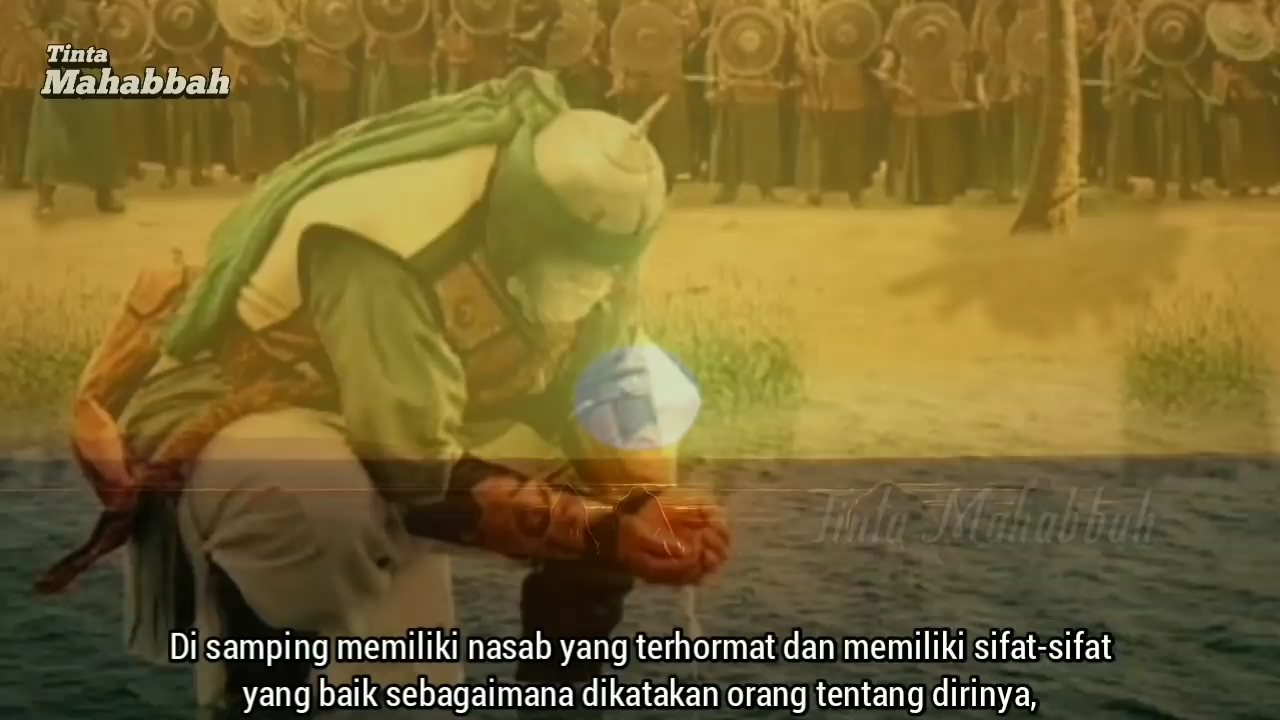 Tinta
Mahabbah
Tinta Mahabbah
Di samping memiliki nasab yang terhormat dan memiliki sifat-sifat
yang baik sebagaimana dikatakan orang tentang dirinya,